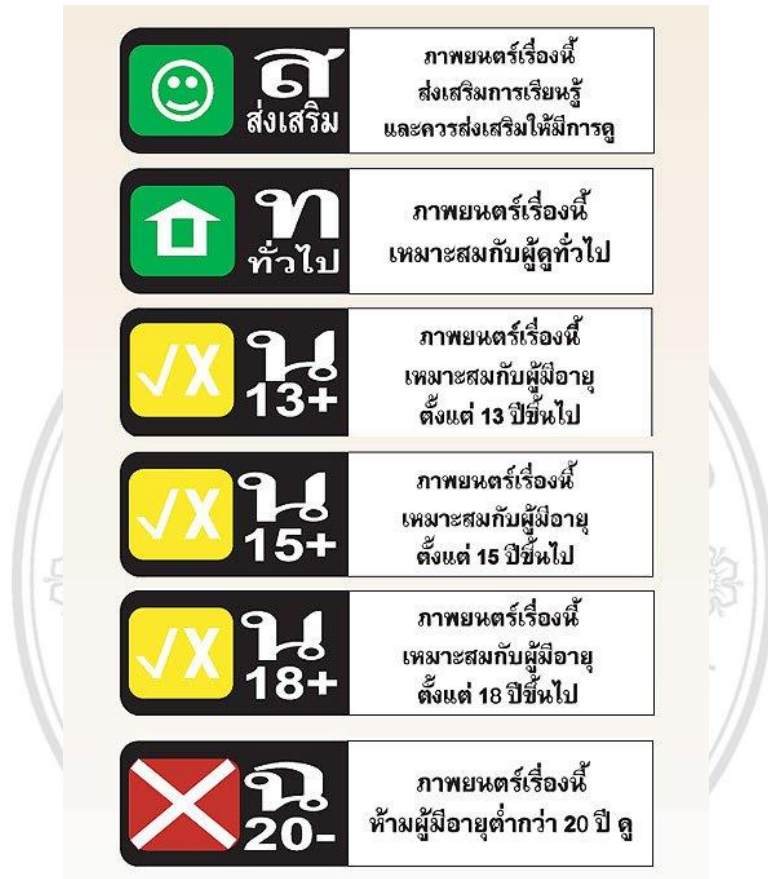 ส
ส่งเสริม
ภาพยนตร์เรื่องนี้
ส่งเสริมการเรียนรู้
และควรส่งเสริมให้มีการดู
ท
ทั่วไป
ภาพยนตร์เรื่องนี้
เหมาะสมกับผู้ดูทั่วไป
√X
น
13+
ภาพยนตร์เรื่องนี้
เหมาะสมกับผู้มีอายุ
ตั้งแต่ 13 ปีขึ้นไป
√X
น
15+
ภาพยนตร์เรื่องนี้
เหมาะสมกับผู้มีอายุ
ตั้งแต่ 15 ปีขึ้นไป
√X
น
18+
ภาพยนตร์เรื่องนี้
เหมาะสมกับผู้มีอายุ
ตั้งแต่ 18 ปีขึ้นไป
ฉ
20-
ภาพยนตร์เรื่องนี้
ห้ามผู้มีอายุต่ำกว่า 20 ปี ดู